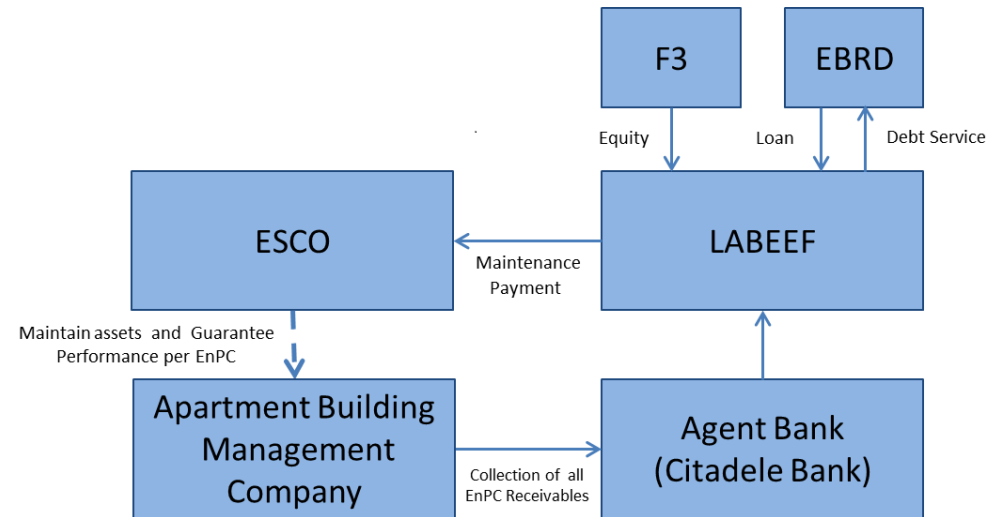 F3
EBRD
Equity
Loan
Debt Service
ESCO
LABEEF
Maintenance
Payment
Maintain assets and Guarantee
Performance per EnPC
Apartment Building
Management
Company
Agent Bank
(Citadele Bank)
Collection of all
EnPC Receivables